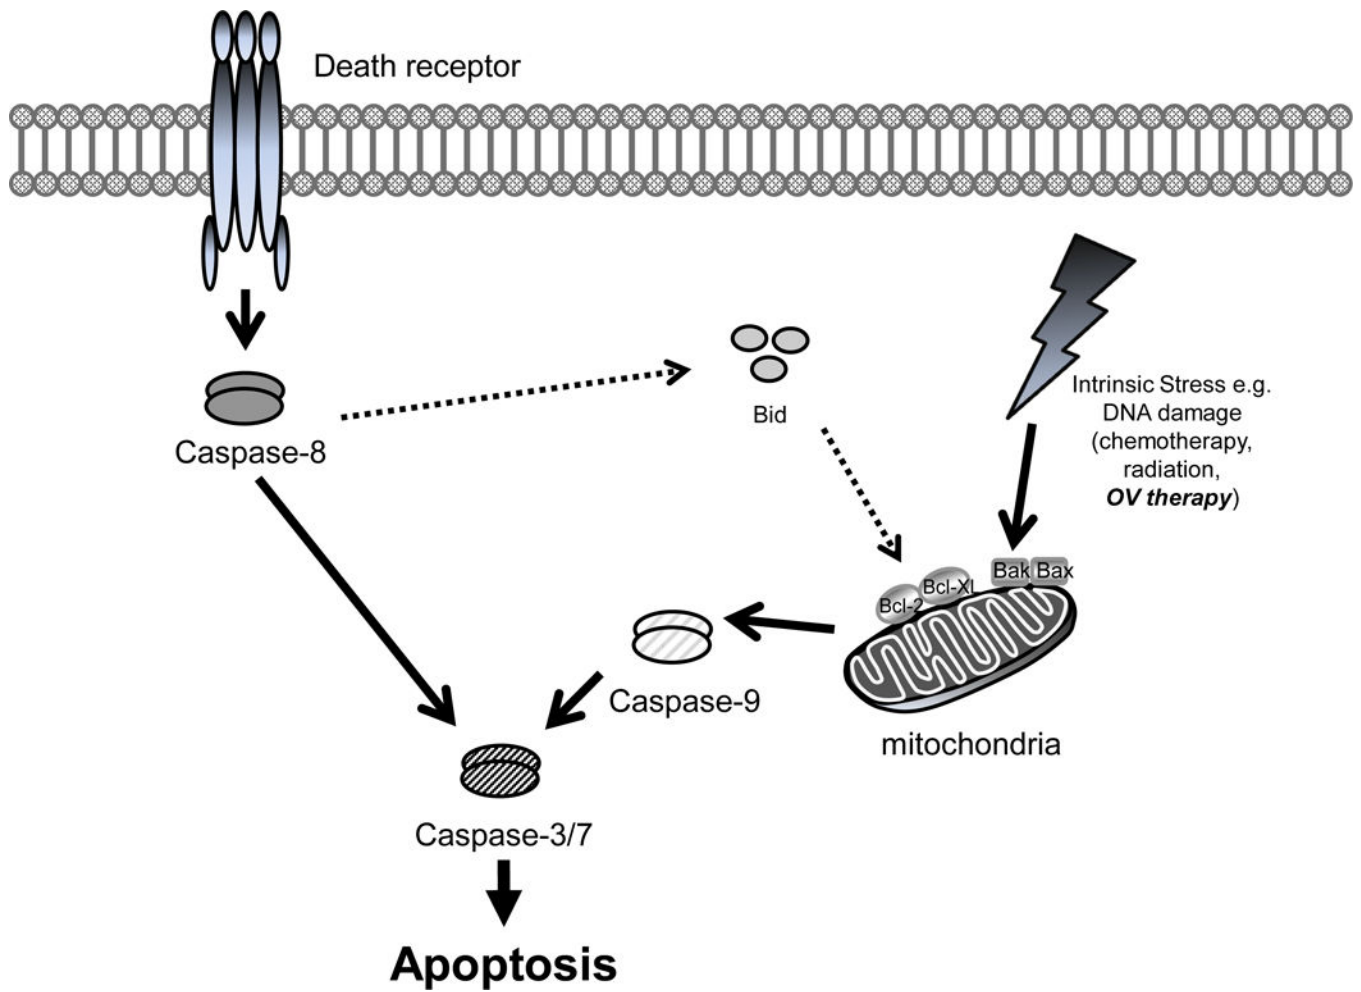 Death receptor
Caspase-8
Bid
Intrinsic Stress e.g.
DNA damage
(chemotherapy,
radiation,
OV therapy)
Bcl-2
Bcl-XL
Bak
Bax
Caspase-9
mitochondria
Caspase-3/7
Apoptosis